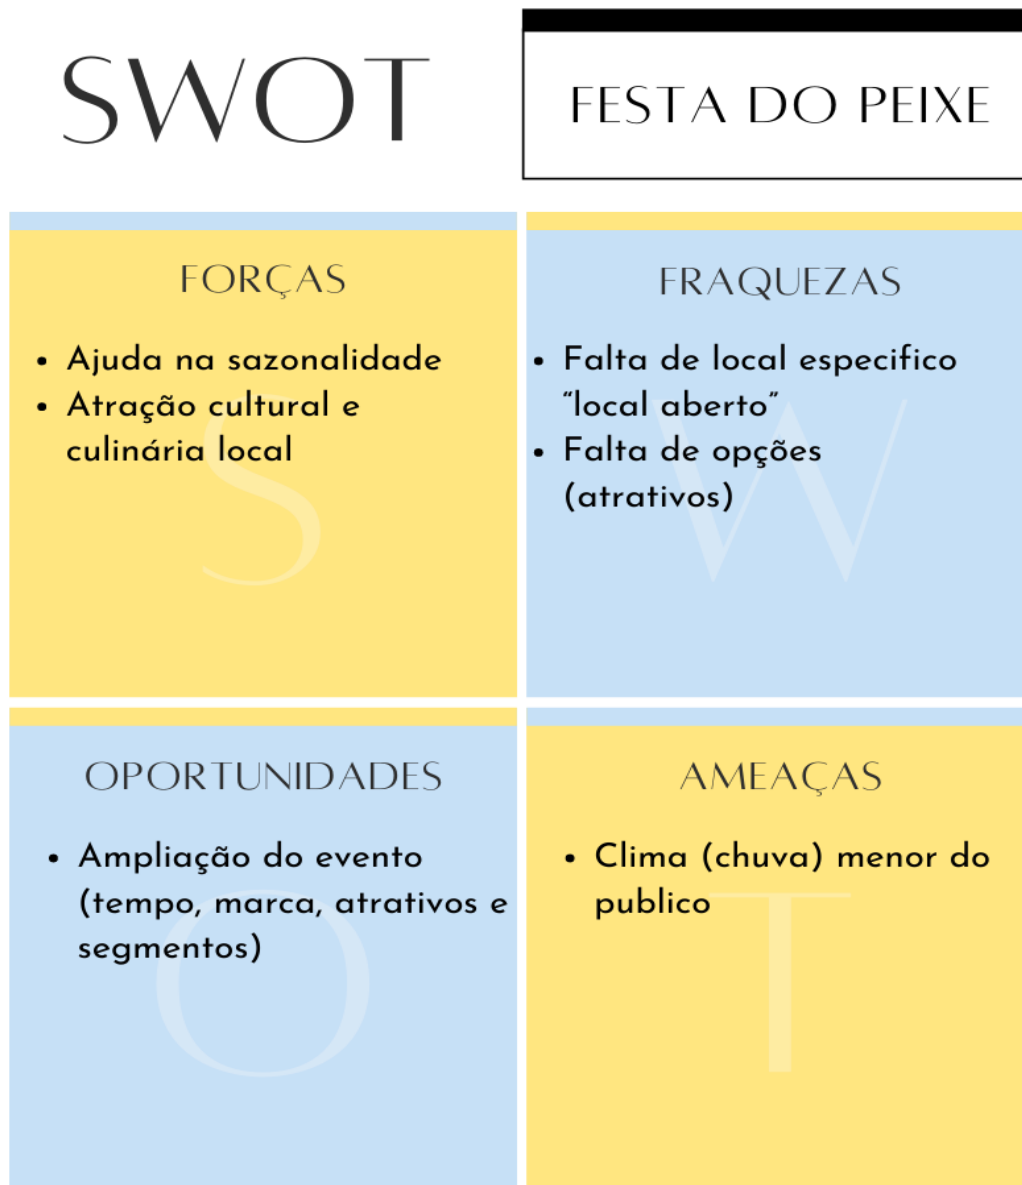 SWOT
FESTA DO PEIXE
FORÇAS
• Ajuda na sazonalidade
• Atração cultural e
culinária local
S
FRAQUEZAS
• Falta de local especifico
“local aberto”
• Falta de opções
(atrativos)
W
OPORTUNIDADES
• Ampliação do evento
(tempo, marca, atrativos e
segmentos)
O
AMEAÇAS
• Clima (chuva) menor do
publico
T